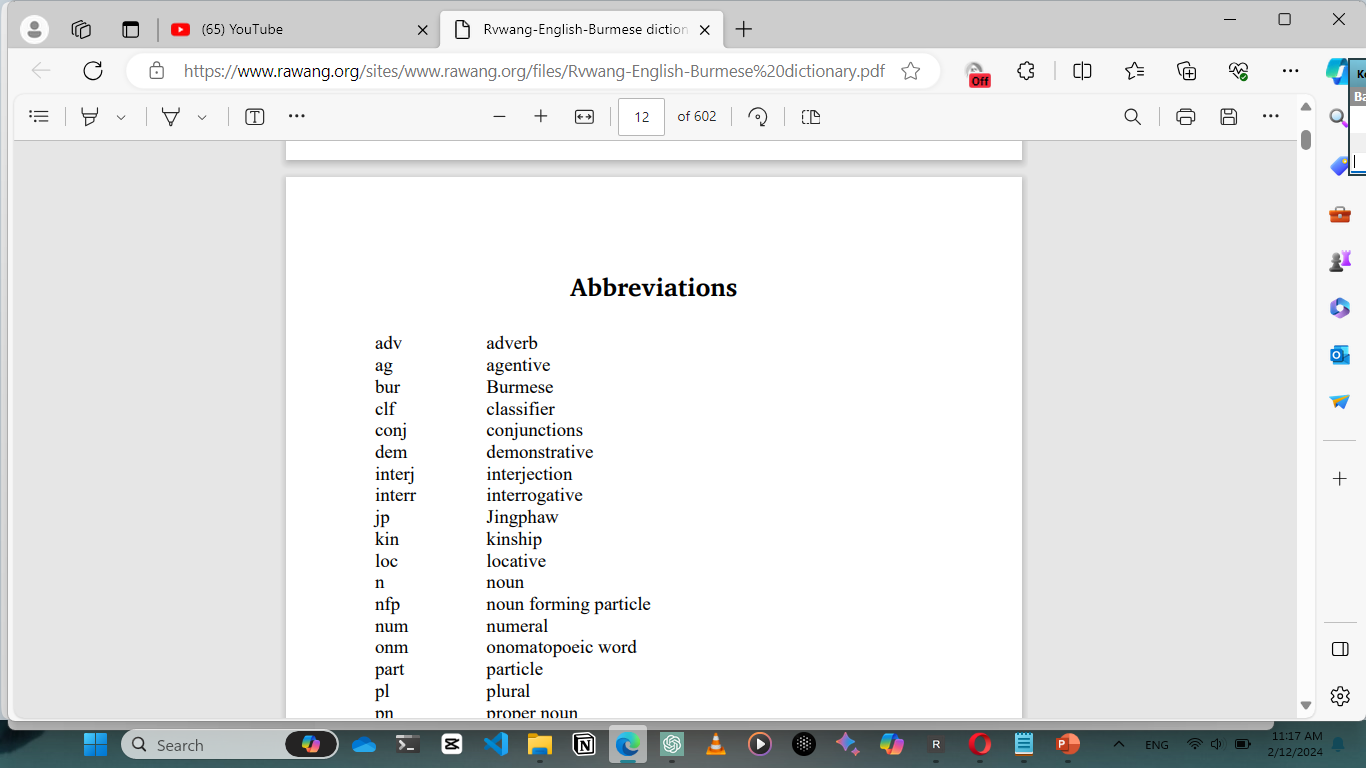 (65) YouTube
Rvwang-English-Burmese diction
https://www.rawang.org/sites/www.rawang.org/files/Rvwang-English-Burmese%20dictionary.pdf
Off
12 of 602
Abbreviations
adv adverb
ag agentive
bur Burmese
clf classifier
conj conjunctions
dem demonstrative
interj interjection
interr interrogative
jp Jingphaw
kin kinship
loc locative
n noun
nfp noun forming particle
num numeral
onm onomatopoeic word
part particle
pl plural
pn proper noun
Search
ENG
11:17 AM
2/12/2024